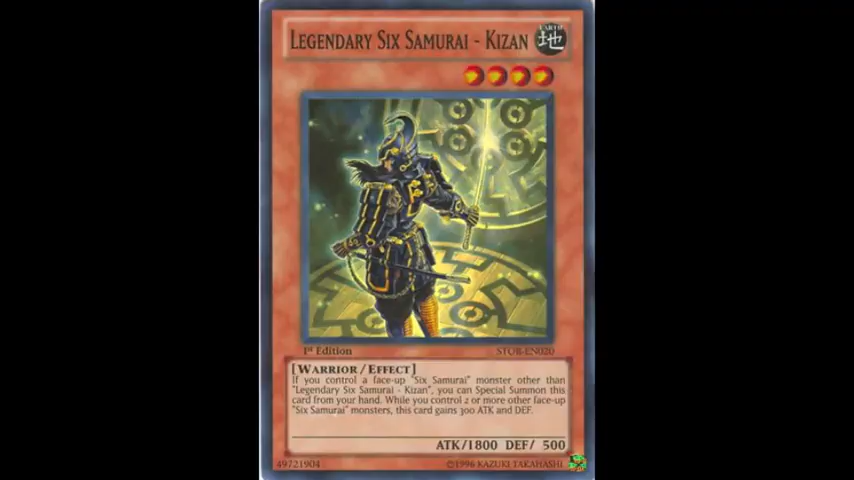 Legendary Six Samurai - Kizan
地
1st Edition
STOR-EN020
[Warrior/Effect]
If you control a face-up "Six Samurai" monster other than
"Legendary Six Samurai - Kizan", you can Special Summon this
card from your hand. While you control 2 or more other face-up
"Six Samurai" monsters, this card gains 300 ATK and DEF.
ATK/1800 DEF/ 500
49721904
©1996 KAZUKI TAKAHASHI